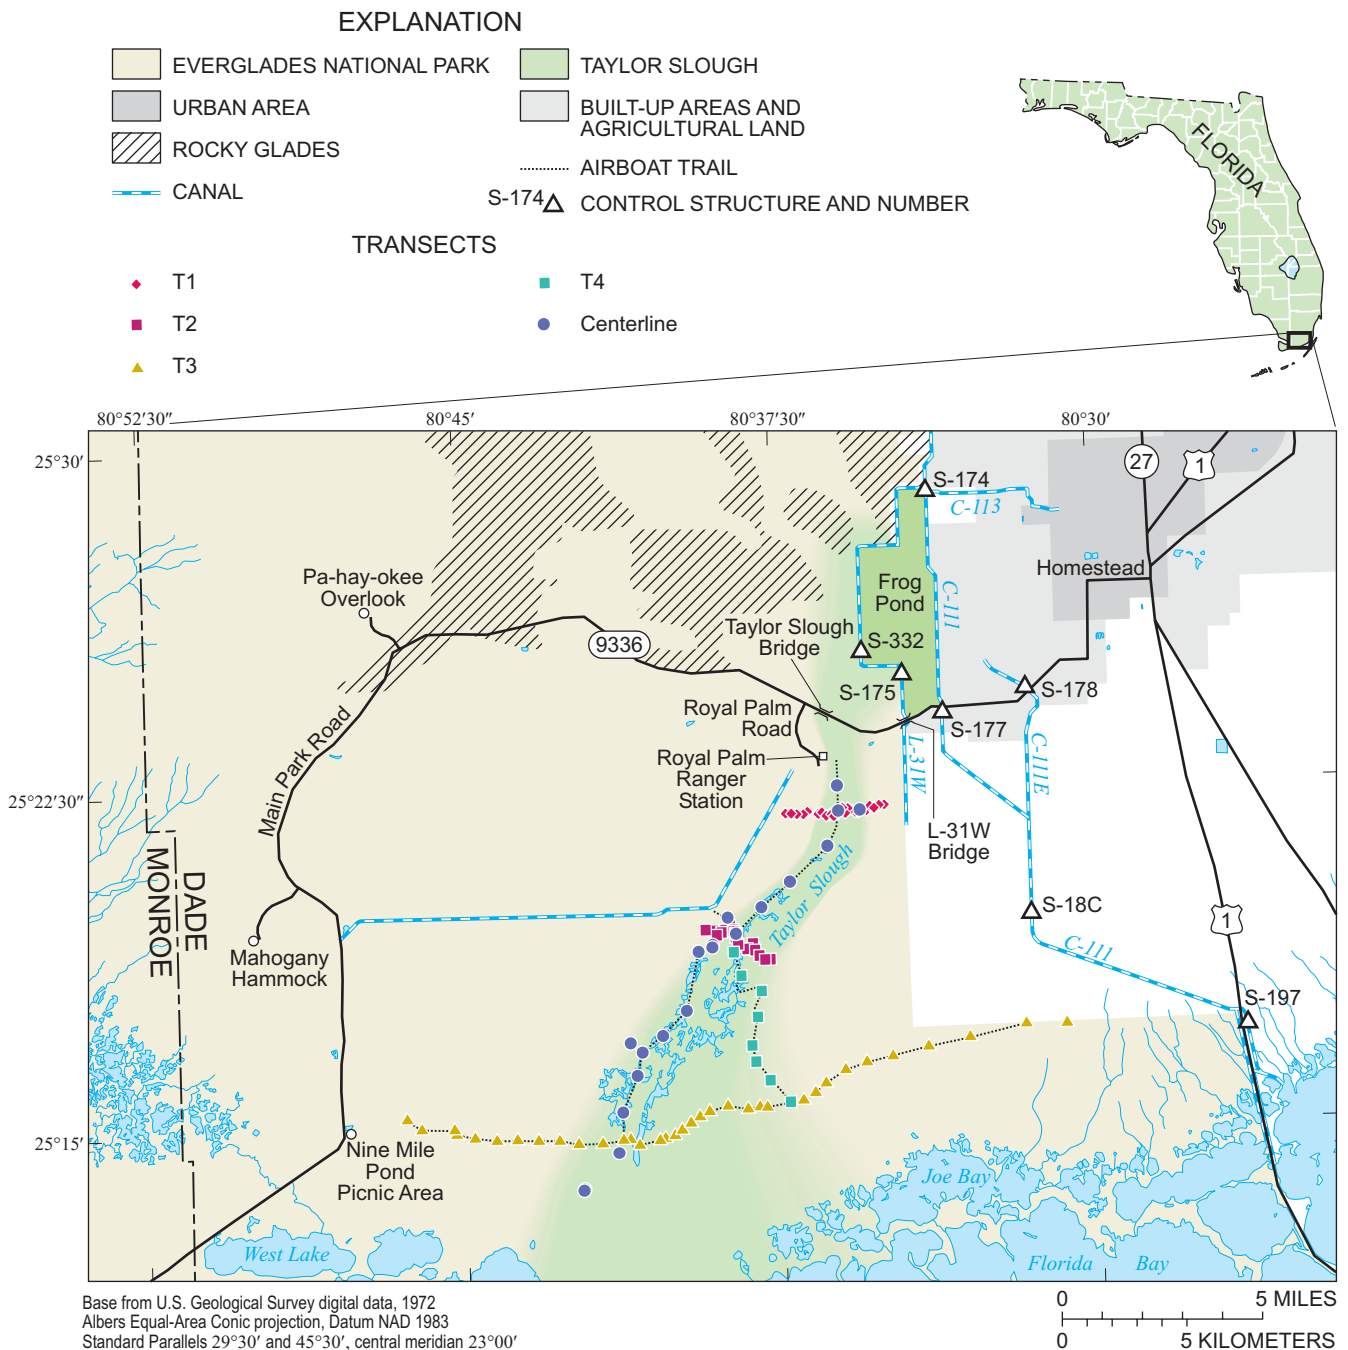 EXPLANATION
EVERGLADES NATIONAL PARK
TAYLOR SLOUGH
URBAN AREA
BUILT-UP AREAS AND
AGRICULTURAL LAND
ROCKY GLADES
AIRBOAT TRAIL
CANAL
S-174
CONTROL STRUCTURE AND NUMBER
TRANSECTS
T1
T4
T2
Centerline
T3
FLORIDA
80°52′30″
80°45′
80°37′30″
80°30′
25°30′
27
1
S-174
C-113
Homestead
Pa-hay-okee
Overlook
Frog
Pond
C-111
9336
Taylor Slough
Bridge
S-332
S-175
S-178
Royal Palm
Road
S-177
Main Park Road
Royal Palm
Ranger
Station
L-31W
C-111E
25°22′30″
L-31W
Bridge
Taylor Slough
DADE
MONROE
S-18C
1
C-111
Mahogany
Hammock
S-197
25°15′
Nine Mile
Pond
Picnic Area
Joe Bay
West Lake
Florida Bay
Base from U.S. Geological Survey digital data, 1972
Albers Equal-Area Conic projection, Datum NAD 1983
Standard Parallels 29°30′ and 45°30′, central meridian 23°00′
0 5 MILES
0 5 KILOMETERS